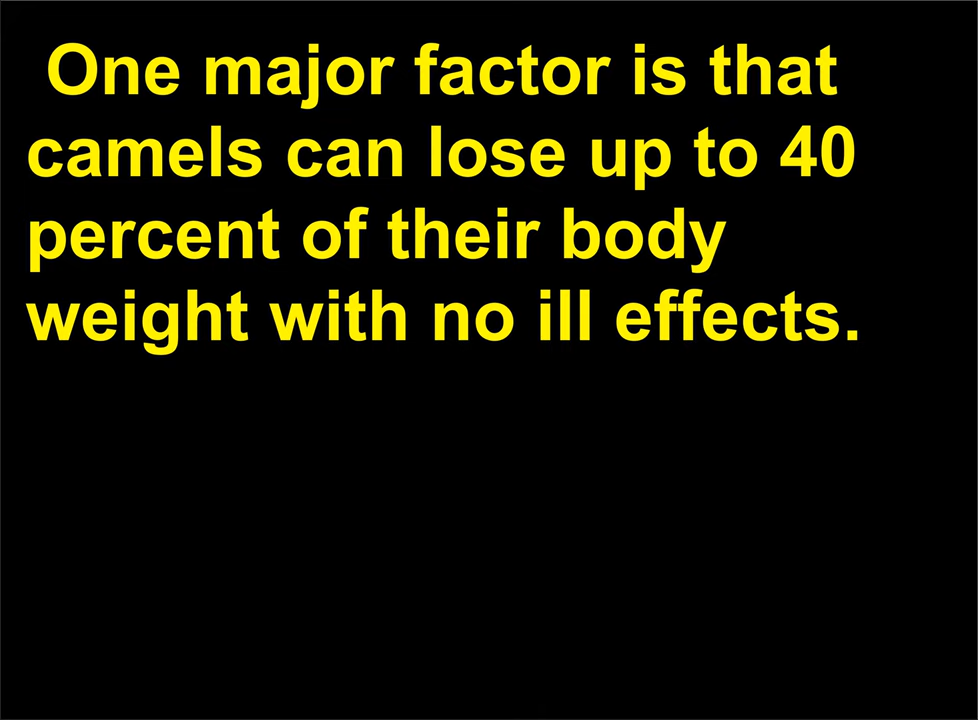 One major factor is that
camels can lose up to 40
percent of their body
weight with no ill effects.